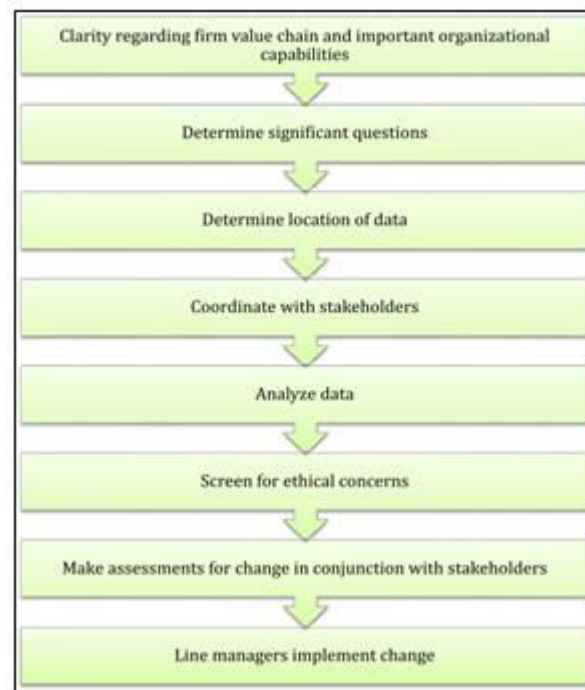 Clarity regarding firm value chain and important organizational
capabilities
Determine significant questions
Determine location of data
Coordinate with stakeholders
Analyze data
Screen for ethical concerns
Make assessments for change in conjunction with stakeholders
Line managers implement change